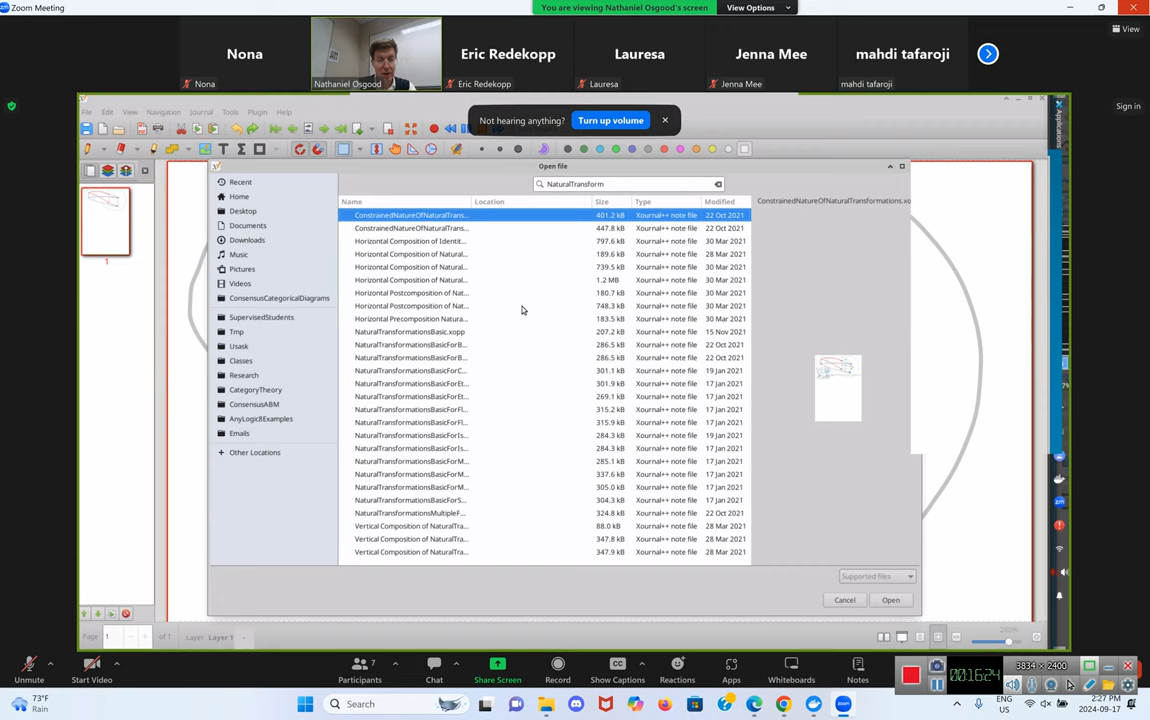 Zoom Meeting
You are viewing Nathaniel Osgood's screen
View Options
View
Nona
Eric Redekopp
Lauresa
Jenna Mee
mahdi tafaroji
Nona
Nathaniel Osgood
Eric Redekopp
Lauresa
Jenna Mee
mahdi tafaroji
Sign in
File Edit View Navigation Journal Tools Plugin Help
Not hearing anything? Turn up volume
Applications
Open file
NaturalTransform
Recent
Home
Desktop
Documents
Downloads
Music
Pictures
Videos
ConsensusCategoricalDiagrams
SupervisedStudents
Tmp
Usask
Classes
Research
CategoryTheory
ConsensusABM
AnyLogic8Examples
Emails
Other Locations
Name Location Size Type Modified
ConstrainedNatureOfNaturalTrans... 401.2 kB Xournal++ note file 22 Oct 2021
ConstrainedNatureOfNaturalTrans... 447.8 kB Xournal++ note file 22 Oct 2021
Horizontal Composition of Identit... 797.6 kB Xournal++ note file 30 Mar 2021
Horizontal Composition of Natural... 189.6 kB Xournal++ note file 28 Mar 2021
Horizontal Composition of Natural... 739.5 kB Xournal++ note file 30 Mar 2021
Horizontal Composition of Natural... 1.2 MB Xournal++ note file 30 Mar 2021
Horizontal Postcomposition of Nat... 180.7 kB Xournal++ note file 30 Mar 2021
Horizontal Postcomposition of Nat... 748.3 kB Xournal++ note file 30 Mar 2021
Horizontal Precomposition Natura... 183.5 kB Xournal++ note file 30 Mar 2021
NaturalTransformationsBasic.xopp 207.2 kB Xournal++ note file 15 Nov 2021
NaturalTransformationsBasicForB... 286.5 kB Xournal++ note file 22 Oct 2021
NaturalTransformationsBasicForB... 286.5 kB Xournal++ note file 22 Oct 2021
NaturalTransformationsBasicForC... 301.1 kB Xournal++ note file 19 Jan 2021
NaturalTransformationsBasicForEt... 301.9 kB Xournal++ note file 17 Jan 2021
NaturalTransformationsBasicForEt... 269.1 kB Xournal++ note file 17 Jan 2021
NaturalTransformationsBasicForFl... 315.2 kB Xournal++ note file 17 Jan 2021
NaturalTransformationsBasicForFl... 315.9 kB Xournal++ note file 17 Jan 2021
NaturalTransformationsBasicForIs... 284.3 kB Xournal++ note file 19 Jan 2021
NaturalTransformationsBasicForIs... 284.3 kB Xournal++ note file 17 Jan 2021
NaturalTransformationsBasicForM... 285.1 kB Xournal++ note file 17 Jan 2021
NaturalTransformationsBasicForM... 337.6 kB Xournal++ note file 17 Jan 2021
NaturalTransformationsBasicForM... 305.0 kB Xournal++ note file 17 Jan 2021
NaturalTransformationsBasicForS... 304.3 kB Xournal++ note file 17 Jan 2021
NaturalTransformationsMultipleF... 324.8 kB Xournal++ note file 22 Oct 2021
Vertical Composition of NaturalTra... 88.0 kB Xournal++ note file 28 Mar 2021
Vertical Composition of NaturalTra... 347.8 kB Xournal++ note file 28 Mar 2021
Vertical Composition of NaturalTra... 347.9 kB Xournal++ note file 28 Mar 2021
ConstrainedNatureOfNaturalTransformations.xo
1
Supported files
Cancel Open
Page 1 of 1 Layer Layer 1
Unmute
Start Video
Participants 7
Chat
Share Screen
Record
Show Captions
Reactions
Apps
Whiteboards
Notes
3834 × 2400
00:16:24
73°F
Rain
Search
ENG
US
2:27 PM
2024-09-17